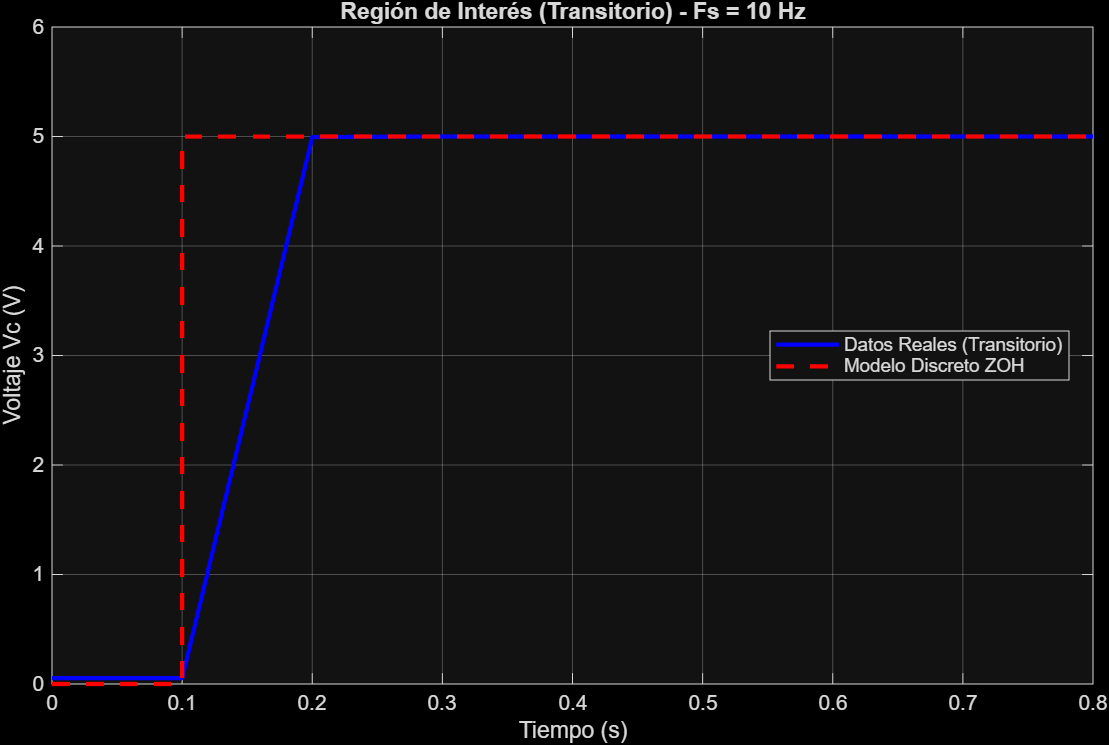 Región de Interés (Transitorio) - Fs = 10 Hz
6
5
4
3
2
1
0
Voltaje Vc (V)
Datos Reales (Transitorio)
Modelo Discreto ZOH
0 0.1 0.2 0.3 0.4 0.5 0.6 0.7 0.8
Tiempo (s)